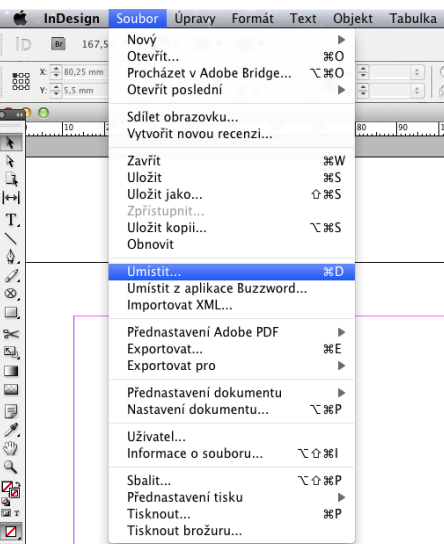 InDesign Soubor Úpravy Formát Text Objekt Tabulka
Br 167,5
X: 80,25 mm
Y: 5,5 mm
10 80 90
Nový
Otevřít... ⌘O
Procházet v Adobe Bridge... ⌥⌘O
Otevřít poslední
Sdílet obrazovku...
Vytvořit novou recenzi...
Zavřít ⌘W
Uložit ⌘S
Uložit jako... ⇧⌘S
Zpřístupnit...
Uložit kopii... ⌥⌘S
Obnovit
Umístit... ⌘D
Umístit z aplikace Buzzword...
Importovat XML...
Přednastavení Adobe PDF
Exportovat... ⌘E
Exportovat pro
Přednastavení dokumentu
Nastavení dokumentu... ⌥⌘P
Uživatel...
Informace o souboru... ⌥⇧⌘I
Sbalit... ⌥⇧⌘P
Přednastavení tisku
Tisknout... ⌘P
Tisknout brožuru...